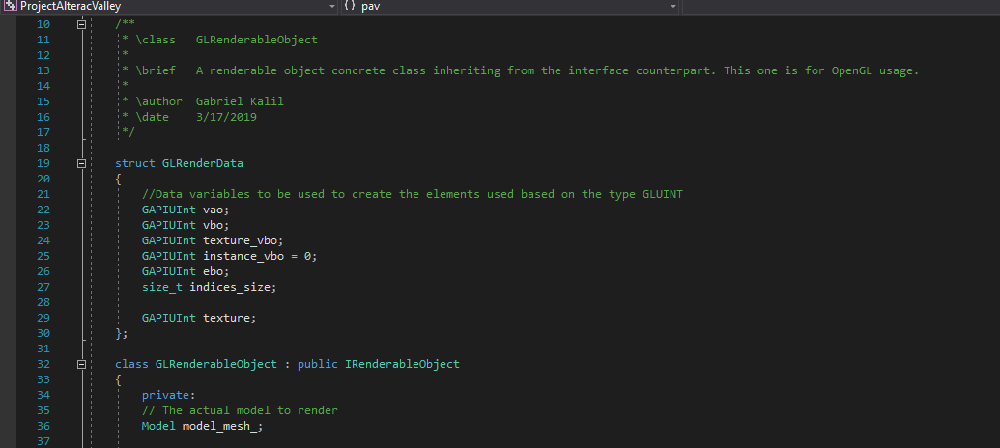 ProjectAlteracValley {} pav
10 /**
11 * \class GLRenderableObject
12 *
13 * \brief A renderable object concrete class inheriting from the interface counterpart. This one is for OpenGL usage.
14 *
15 * \author Gabriel Kalil
16 * \date 3/17/2019
17 */
18
19 struct GLRenderData
20 {
21 //Data variables to be used to create the elements used based on the type GLUINT
22 GAPIUInt vao;
23 GAPIUInt vbo;
24 GAPIUInt texture_vbo;
25 GAPIUInt instance_vbo = 0;
26 GAPIUInt ebo;
27 size_t indices_size;
28
29 GAPIUInt texture;
30 };
31
32 class GLRenderableObject : public IRenderableObject
33 {
34 private:
35 // The actual model to render
36 Model model_mesh_;
37